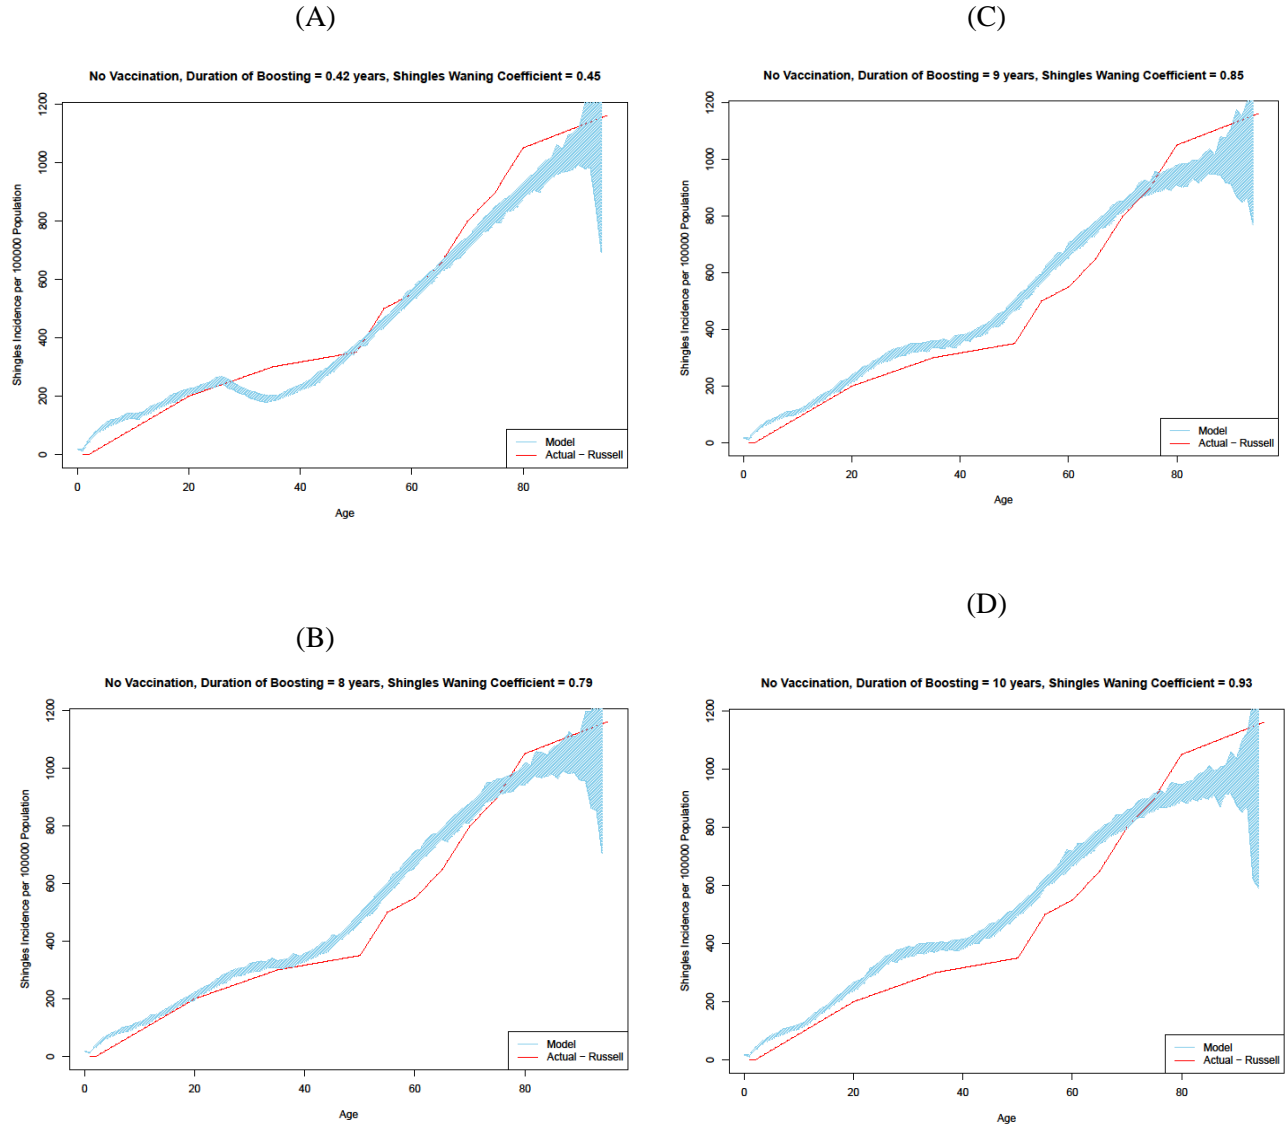 (A)
No Vaccination, Duration of Boosting = 0.42 years, Shingles Waning Coefficient = 0.45
Shingles Incidence per 100000 Population
0
200
400
600
800
1000
1200
0
20
40
60
80
Age
Model
Actual − Russell
(B)
No Vaccination, Duration of Boosting = 8 years, Shingles Waning Coefficient = 0.79
Shingles Incidence per 100000 Population
0
200
400
600
800
1000
1200
0
20
40
60
80
Age
Model
Actual − Russell
(C)
No Vaccination, Duration of Boosting = 9 years, Shingles Waning Coefficient = 0.85
Shingles Incidence per 100000 Population
0
200
400
600
800
1000
1200
0
20
40
60
80
Age
Model
Actual − Russell
(D)
No Vaccination, Duration of Boosting = 10 years, Shingles Waning Coefficient = 0.93
Shingles Incidence per 100000 Population
0
200
400
600
800
1000
1200
0
20
40
60
80
Age
Model
Actual − Russell